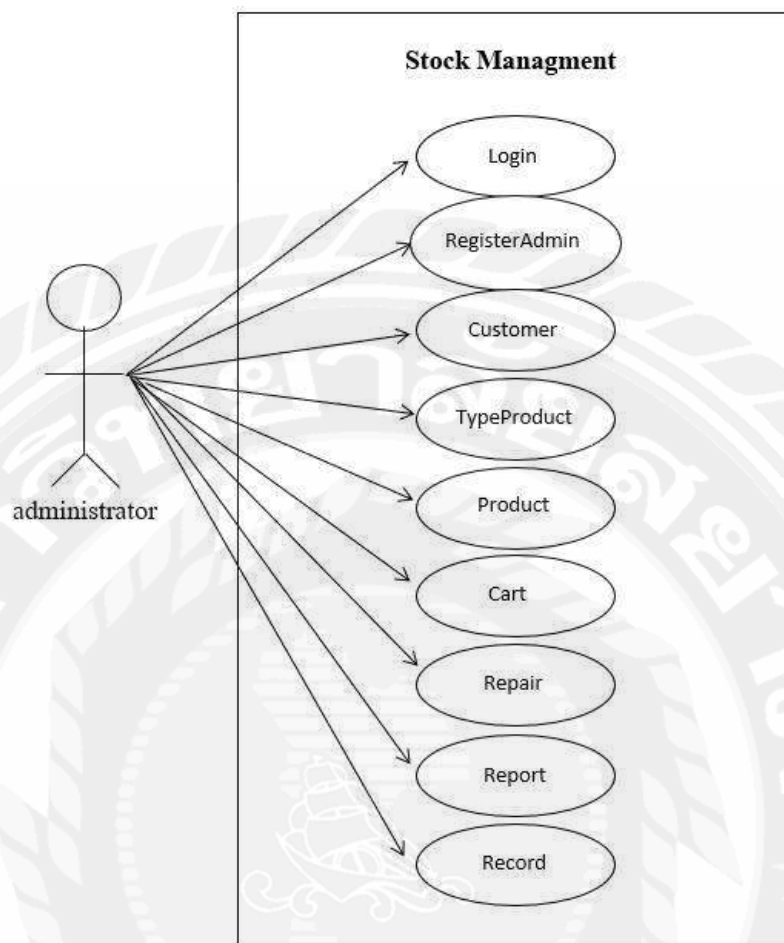 Stock Managment
Login
RegisterAdmin
Customer
TypeProduct
Product
Cart
Repair
Report
Record
administrator